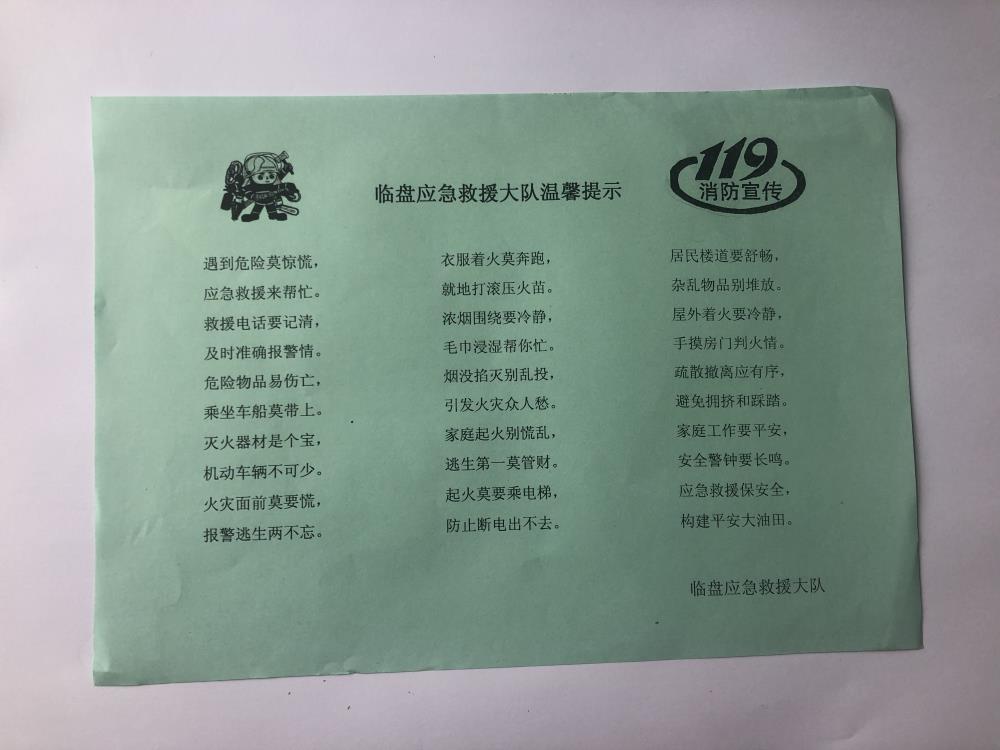 119
消防宣传
临盘应急救援大队温馨提示
遇到危险莫惊慌，
应急救援来帮忙。
救援电话要记清，
及时准确报警情。
危险物品易伤亡，
乘坐车船莫带上。
灭火器材是个宝，
机动车辆不可少。
火灾面前莫要慌，
报警逃生两不忘。
衣服着火莫奔跑，
就地打滚压火苗。
浓烟围绕要冷静，
毛巾浸湿帮你忙。
烟没掐灭别乱投，
引发火灾众人愁。
家庭起火别慌乱，
逃生第一莫管财。
起火莫要乘电梯，
防止断电出不去。
居民楼道要舒畅，
杂乱物品别堆放。
屋外着火要冷静，
手摸房门判火情。
疏散撤离应有序，
避免拥挤和踩踏。
家庭工作要平安，
安全警钟要长鸣。
应急救援保安全，
构建平安大油田。
临盘应急救援大队